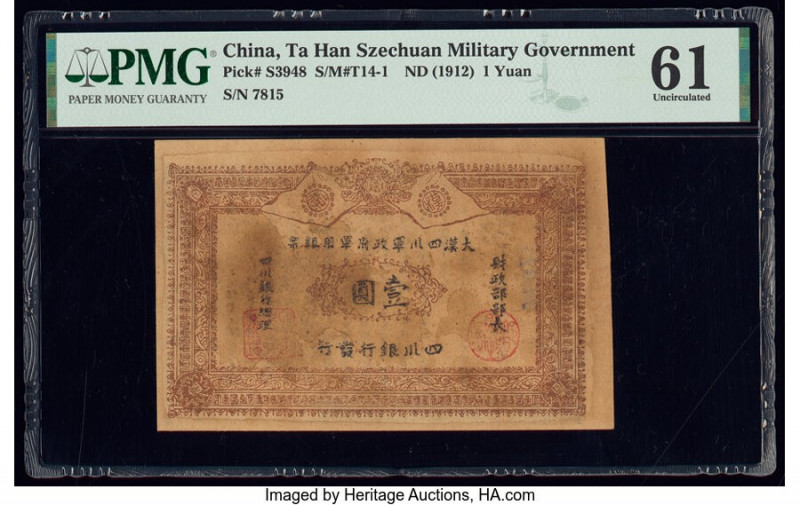 PMG
PAPER MONEY GUARANTY
China, Ta Han Szechuan Military Government
Pick# S3948 S/M#T14-1 ND (1912) 1 Yuan
S/N 7815
61
Uncirculated
大漢四川軍政府軍用銀票
財政部部長
壹圓
四川銀行總理
四川銀行發行
Imaged by Heritage Auctions, HA.com